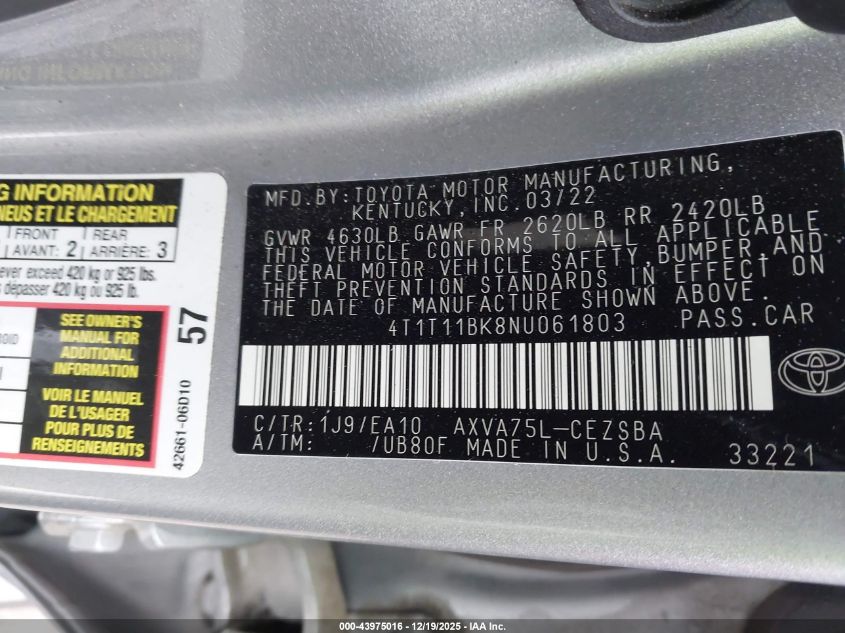 G INFORMATION
NEUS ET LE CHARGEMENT
FRONT
AVANT: 2
REAR
ARRIÈRE: 3
ever exceed 420 kg or 925 lbs.
dépasser 420 kg ou 925 lb.
SEE OWNER'S
MANUAL FOR
ADDITIONAL
INFORMATION
VOIR LE MANUEL
DE L'USAGER
POUR PLUS DE
RENSEIGNEMENTS
57
42661-06D10
MFD.BY:TOYOTA MOTOR MANUFACTURING,
KENTUCKY, INC. 03/22
GVWR 4630LB GAWR FR 2620LB RR 2420LB
THIS VEHICLE CONFORMS TO ALL APPLICABLE
FEDERAL MOTOR VEHICLE SAFETY,BUMPER,AND
THEFT PREVENTION STANDARDS IN EFFECT ON
THE DATE OF MANUFACTURE SHOWN ABOVE.
4T1T11BK8NU061803 PASS.CAR
C/TR:1J9/EA10 AXVA75L-CEZSBA
A/TM: /UB80F MADE IN U.S.A. 33221
000-43975016 - 12/19/2025 - IAA Inc.